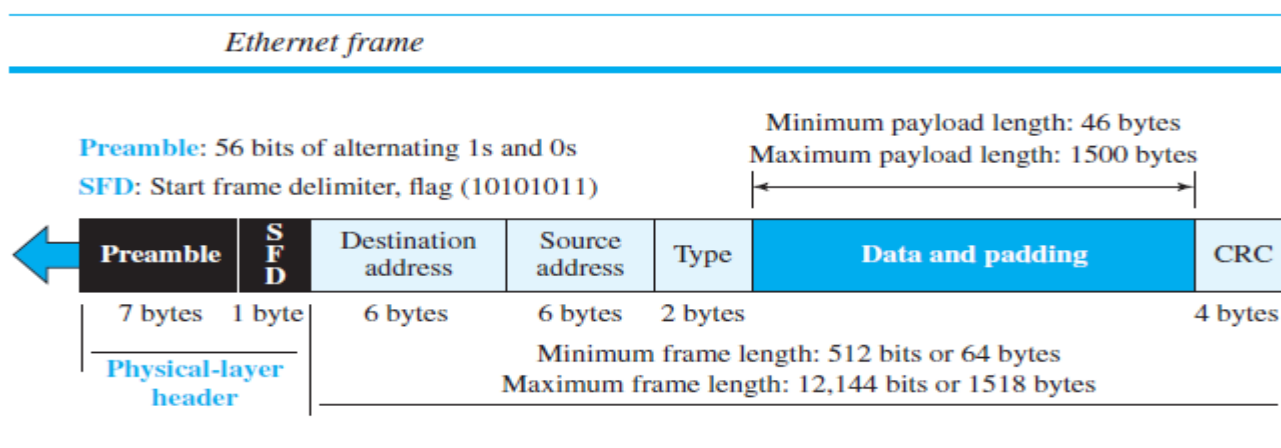 Ethernet frame
Minimum payload length: 46 bytes
Maximum payload length: 1500 bytes
Preamble: 56 bits of alternating 1s and 0s
SFD: Start frame delimiter, flag (10101011)
Preamble
S
F
D
Destination
address
Source
address
Type
Data and padding
CRC
7 bytes
1 byte
6 bytes
6 bytes
2 bytes
4 bytes
Physical-layer
header
Minimum frame length: 512 bits or 64 bytes
Maximum frame length: 12,144 bits or 1518 bytes